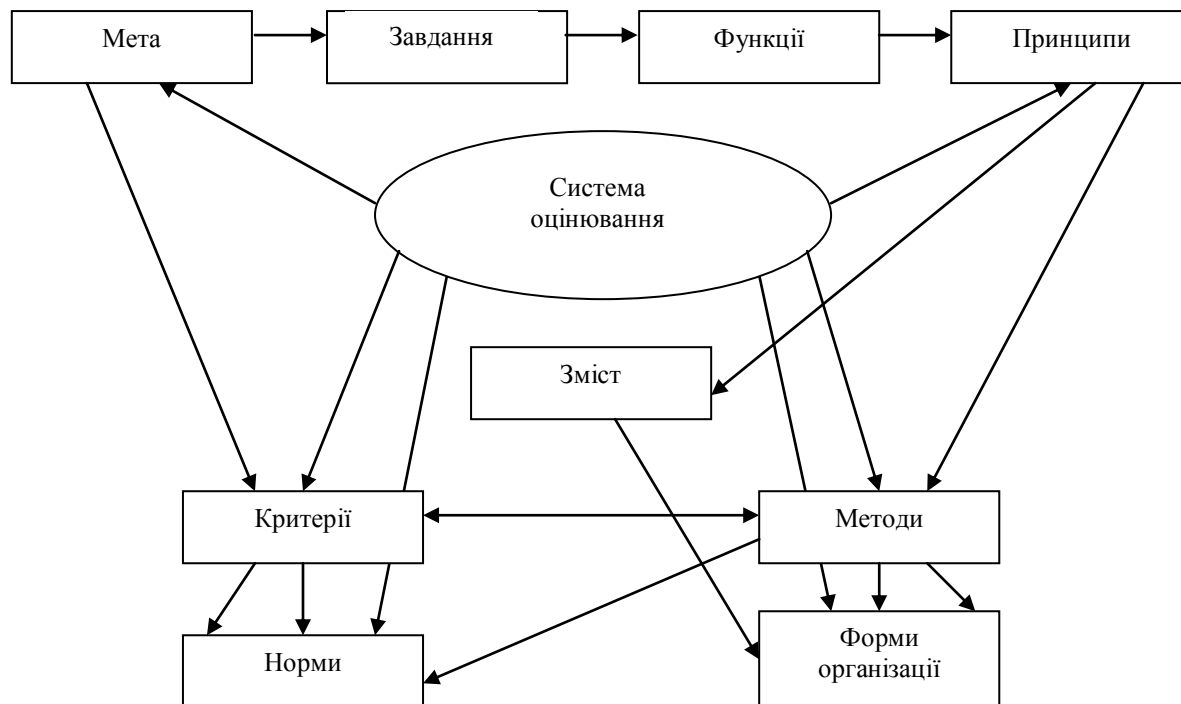 Мета
Завдання
Функції
Принципи
Система
оцінювання
Зміст
Критерії
Методи
Норми
Форми
організації